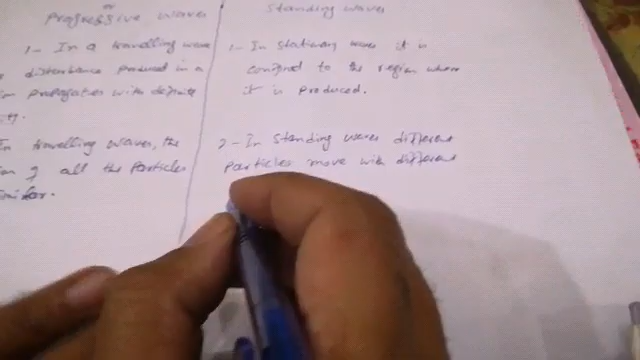 or
Progressive waves
1- In a travelling wave
disturbance produced in a
propagates with definite
In travelling waves, the
of all the particles
Standing waves
1- In stationary waves it is
confined to the region where
it is produced.
2- In Standing waves different
Particles move with different